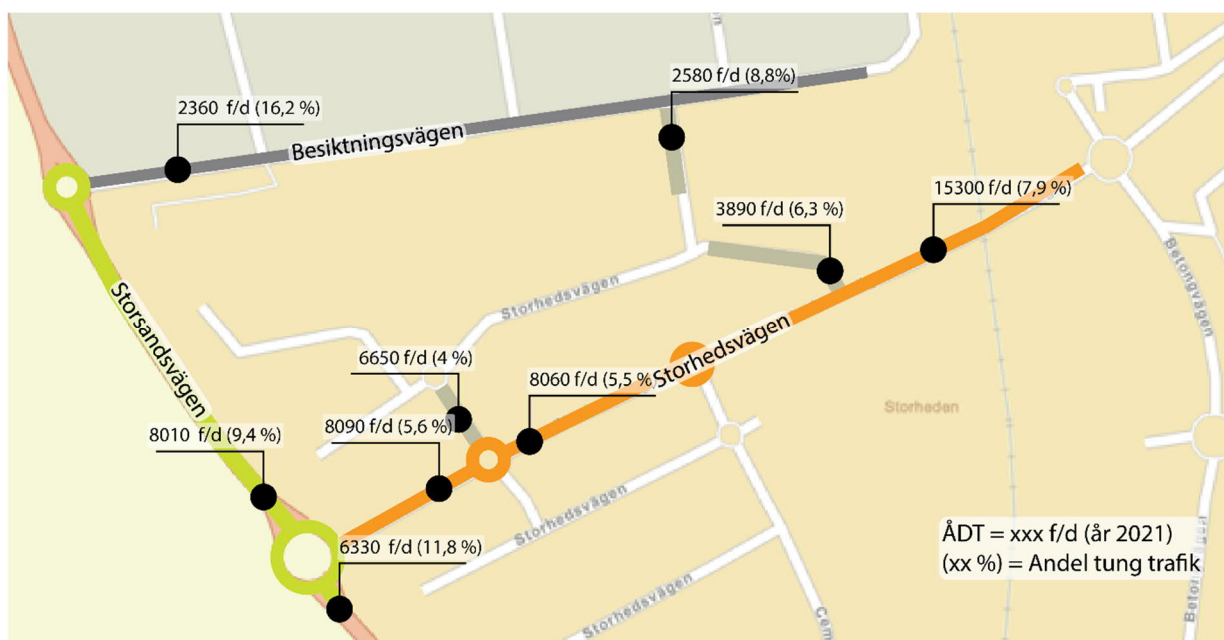 2580 f/d (8,8%)
2360 f/d (16,2 %)
Besiktningsvägen
15300 f/d (7,9 %)
3890 f/d (6,3 %)
Betongvägen
Storsandsvägen
Storhedsvägen
Storhedsvägen
6650 f/d (4 %)
8060 f/d (5,5 %)
Storheden
8090 f/d (5,6 %)
8010 f/d (9,4 %)
Storhedsvägen
6330 f/d (11,8 %)
ÅDT = xxx f/d (år 2021)
(xx %) = Andel tung trafik
Betongvägen
Storhedsvägen
Cem